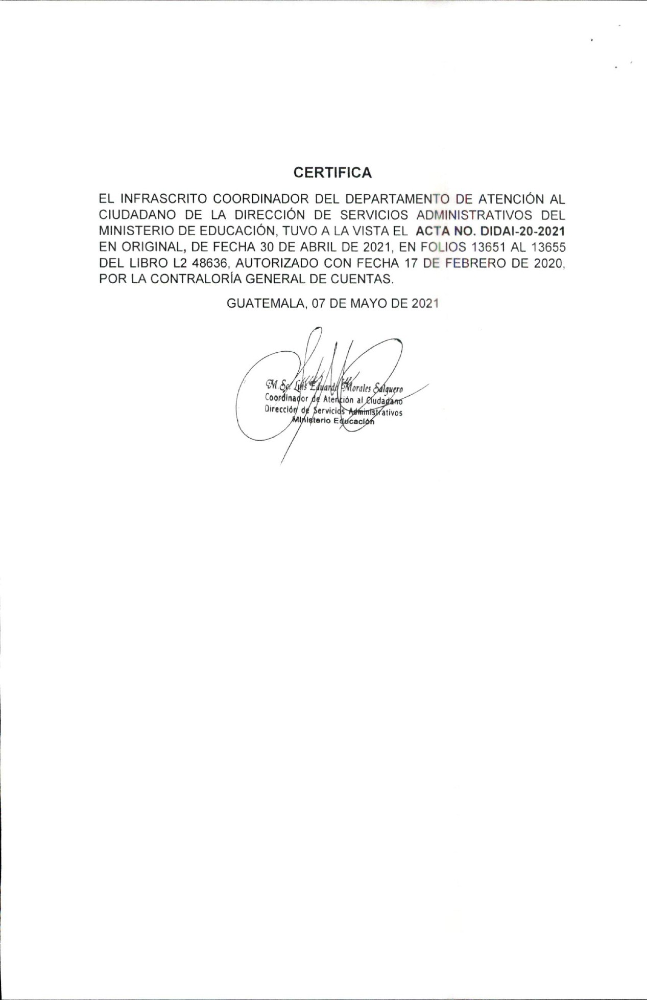 CERTIFICA
EL INFRASCRITO COORDINADOR DEL DEPARTAMENTO DE ATENCIÓN AL
CIUDADANO DE LA DIRECCIÓN DE SERVICIOS ADMINISTRATIVOS DEL
MINISTERIO DE EDUCACIÓN, TUVO A LA VISTA EL ACTA NO. DIDAI-20-2021
EN ORIGINAL, DE FECHA 30 DE ABRIL DE 2021, EN FOLIOS 13651 AL 13655
DEL LIBRO L2 48636, AUTORIZADO CON FECHA 17 DE FEBRERO DE 2020,
POR LA CONTRALORÍA GENERAL DE CUENTAS.
GUATEMALA, 07 DE MAYO DE 2021
M.Sc. Luis Eduardo Morales Salguero
Coordinador de Atención al Ciudadano
Dirección de Servicios Administrativos
Ministerio Educación